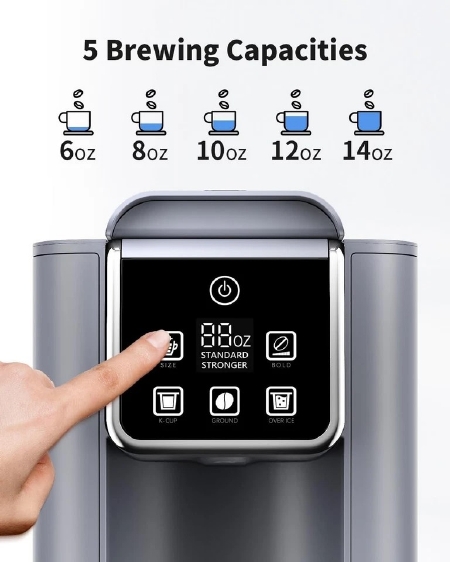 5 Brewing Capacities
6oz 8oz 10oz 12oz 14oz
88oz
STANDARD
STRONGER
SIZE BOLD
K-CUP GROUND OVER ICE